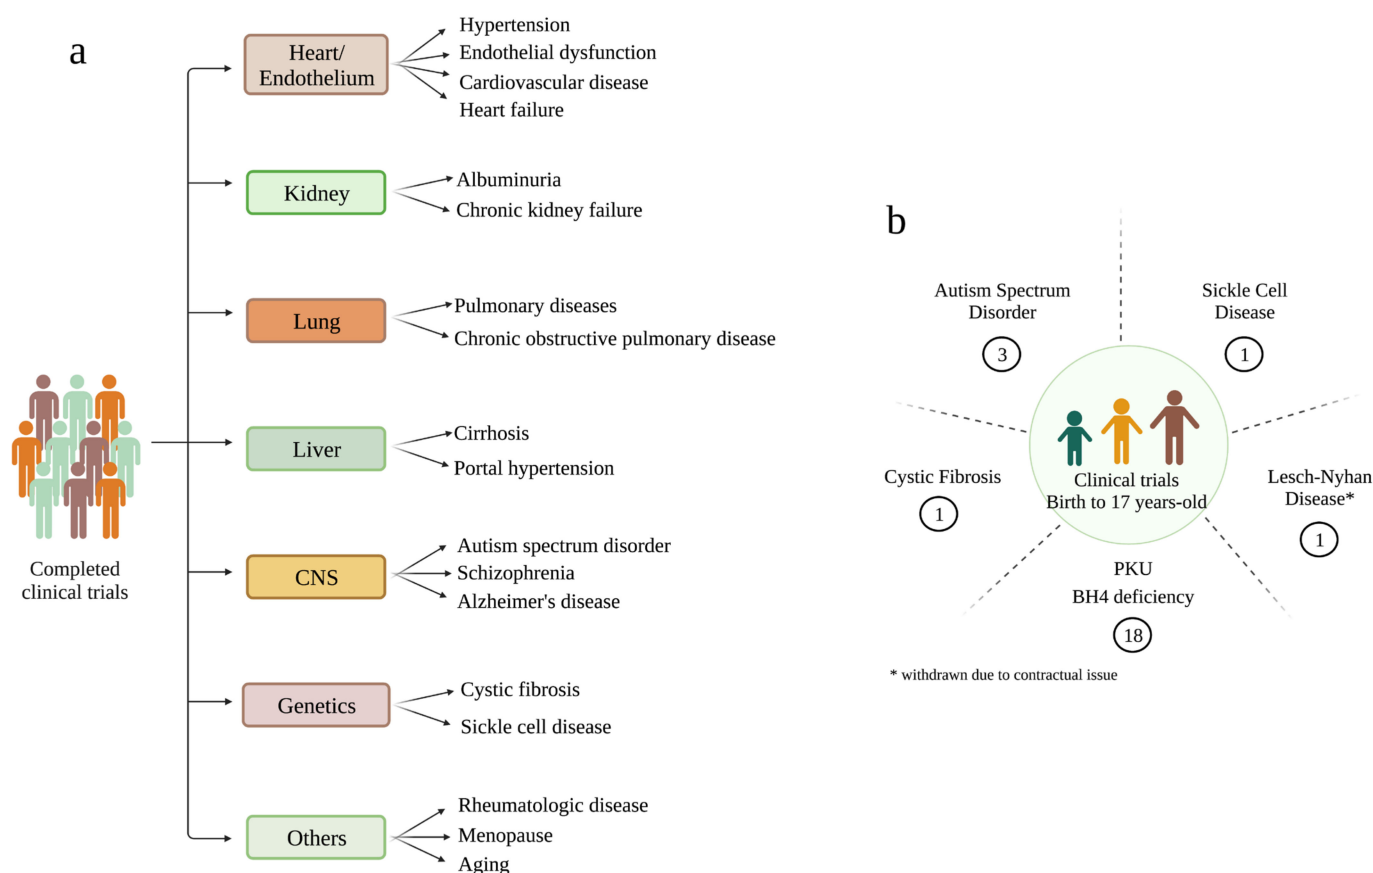 a
Heart/
Endothelium
Hypertension
Endothelial dysfunction
Cardiovascular disease
Heart failure
Kidney
Albuminuria
Chronic kidney failure
Lung
Pulmonary diseases
Chronic obstructive pulmonary disease
Liver
Cirrhosis
Portal hypertension
CNS
Autism spectrum disorder
Schizophrenia
Alzheimer's disease
Genetics
Cystic fibrosis
Sickle cell disease
Others
Rheumatologic disease
Menopause
Aging
Completed
clinical trials
b
Autism Spectrum
Disorder
3
Sickle Cell
Disease
1
Cystic Fibrosis
1
Clinical trials
Birth to 17 years-old
Lesch-Nyhan
Disease*
1
PKU
BH4 deficiency
18
* withdrawn due to contractual issue